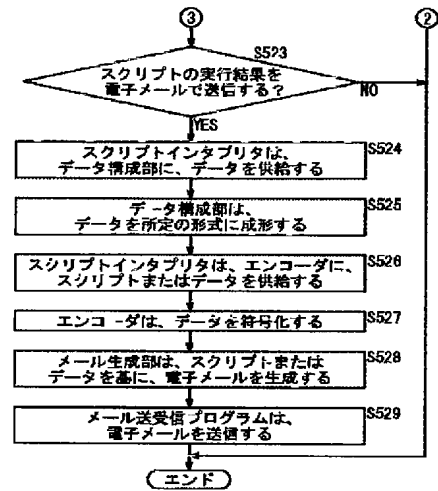 ③
②
S523
スクリプトの実行結果を
電子メールで送信する？
NO
YES
S524
スクリプトインタプリタは、
データ構成部に、データを供給する
S525
データ構成部は、
データを所定の形式に成形する
S526
スクリプトインタプリタは、エンコーダに、
スクリプトまたはデータを供給する
S527
エンコーダは、データを符号化する
S528
メール生成部は、スクリプトまたは
データを基に、電子メールを生成する
S529
メール送受信プログラムは、
電子メールを送信する
エンド